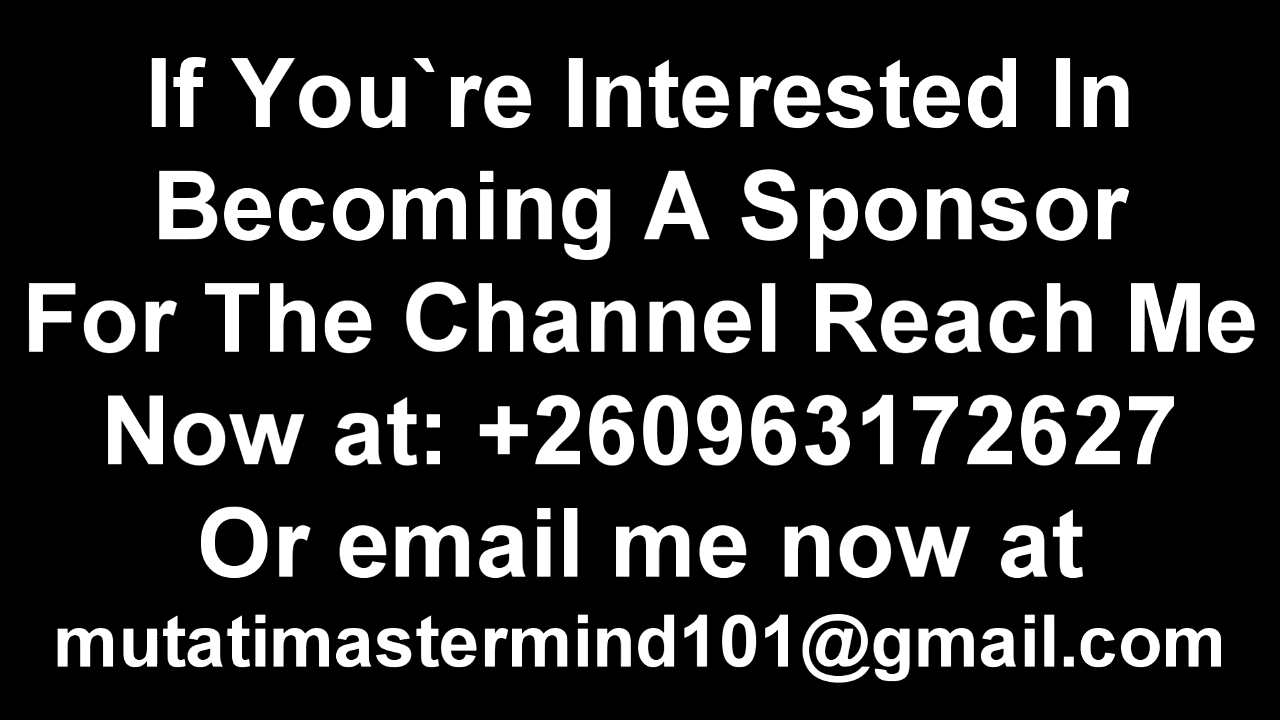 If You`re Interested In
Becoming A Sponsor
For The Channel Reach Me
Now at: +260963172627
Or email me now at
mutatimastermind101@gmail.com